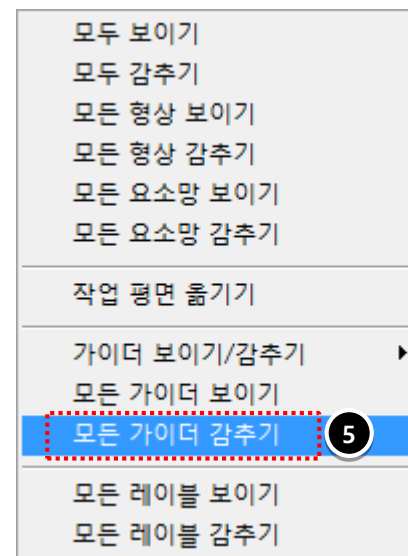 모두 보이기
모두 감추기
모든 형상 보이기
모든 형상 감추기
모든 요소망 보이기
모든 요소망 감추기
작업 평면 옮기기
가이더 보이기/감추기
모든 가이더 보이기
모든 가이더 감추기 5
모든 레이블 보이기
모든 레이블 감추기